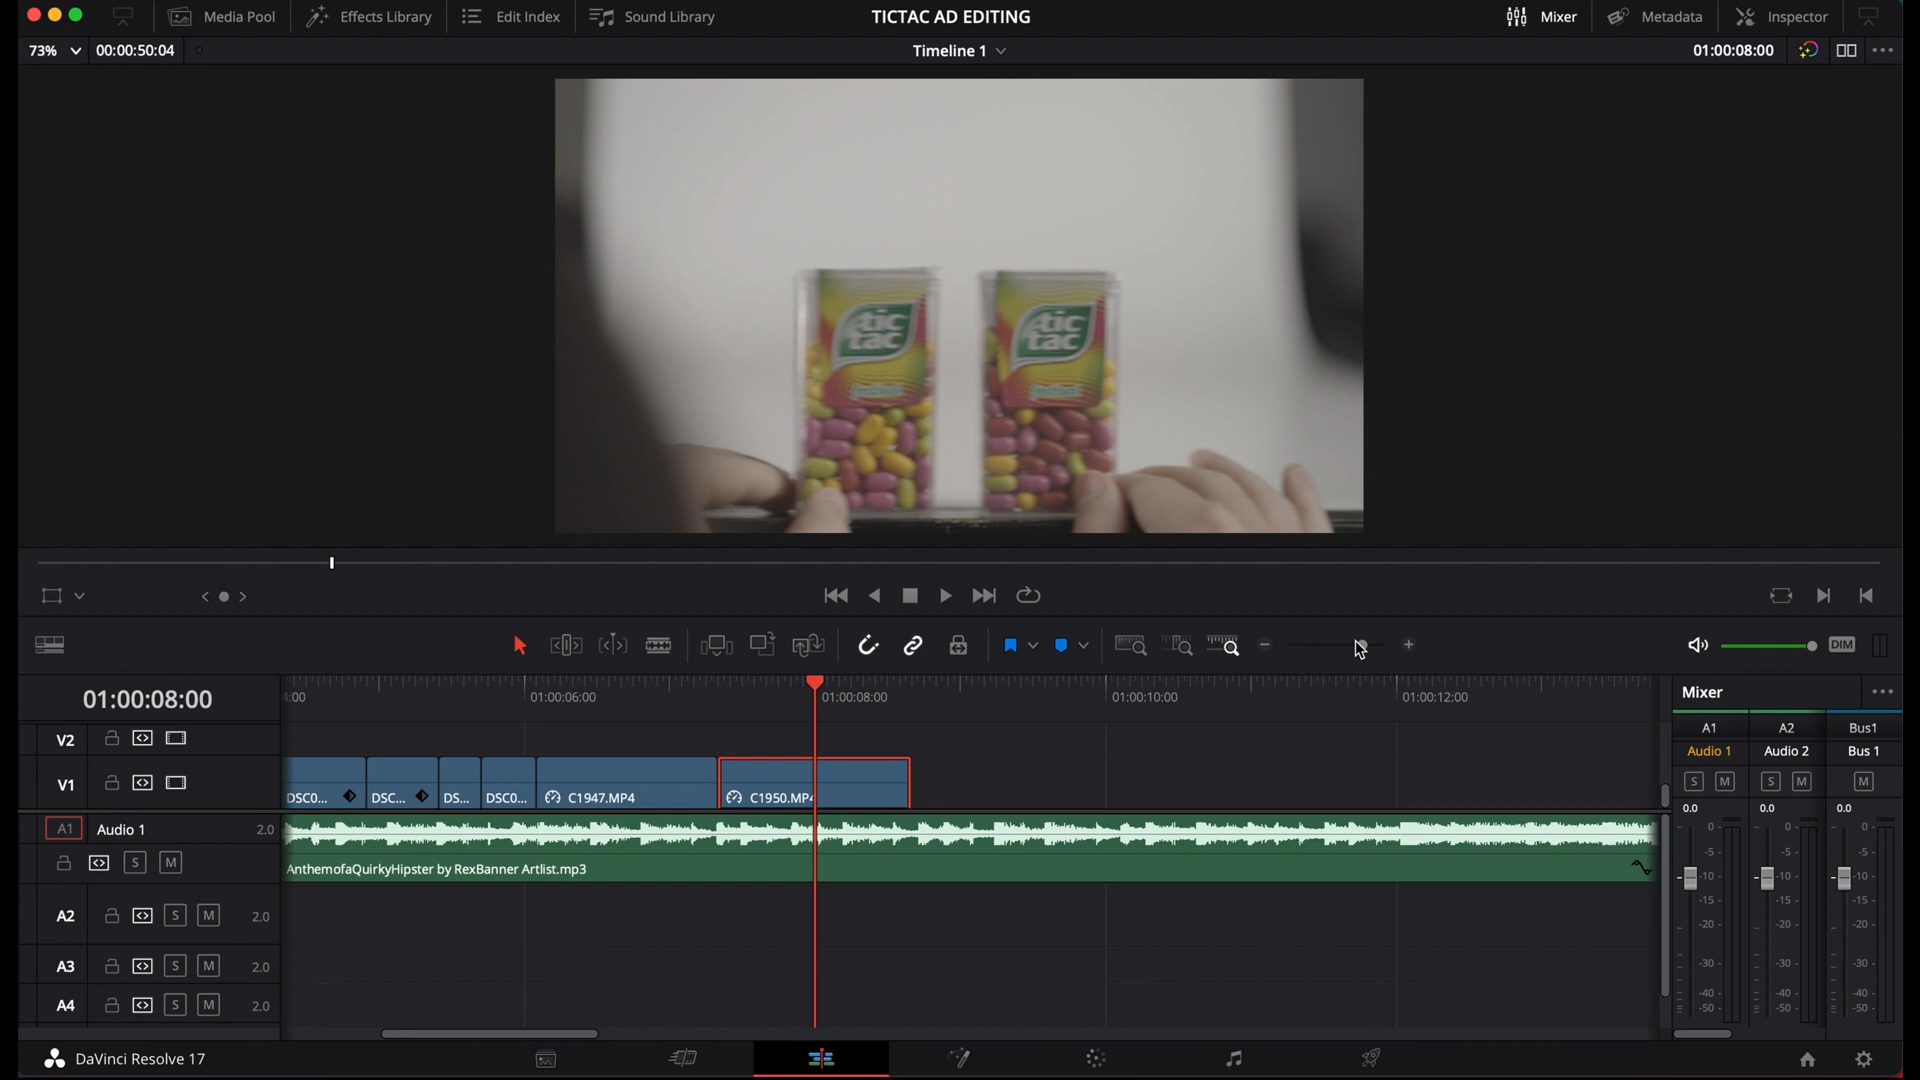 Media Pool
Effects Library
Edit Index
Sound Library
TICTAC AD EDITING
Mixer
Metadata
Inspector
73%
00:00:50:04
Timeline 1
01:00:08:00
tic
tac
tic
tac
DIM
01:00:08:00
4:00
01:00:06:00
01:00:08:00
01:00:10:00
01:00:12:00
Mixer
V2
A1
A2
Bus1
Audio 1
Audio 2
Bus 1
V1
DSC0...
DSC...
DS...
DSC0...
C1947.MP4
C1950.MP4
S
M
S
M
M
0.0
0.0
0.0
A1
Audio 1
2.0
S
M
AnthemofaQuirkyHipster by RexBanner Artlist.mp3
A2
S
M
2.0
A3
S
M
2.0
A4
S
M
2.0
0-
-5-
-10-
-15-
-20-
-30-
-40-
-50-
0-
-5-
-10-
-15-
-20-
-30-
-40-
-50-
0-
-5-
-10-
-15-
-20-
-30-
-40-
-50-
DaVinci Resolve 17